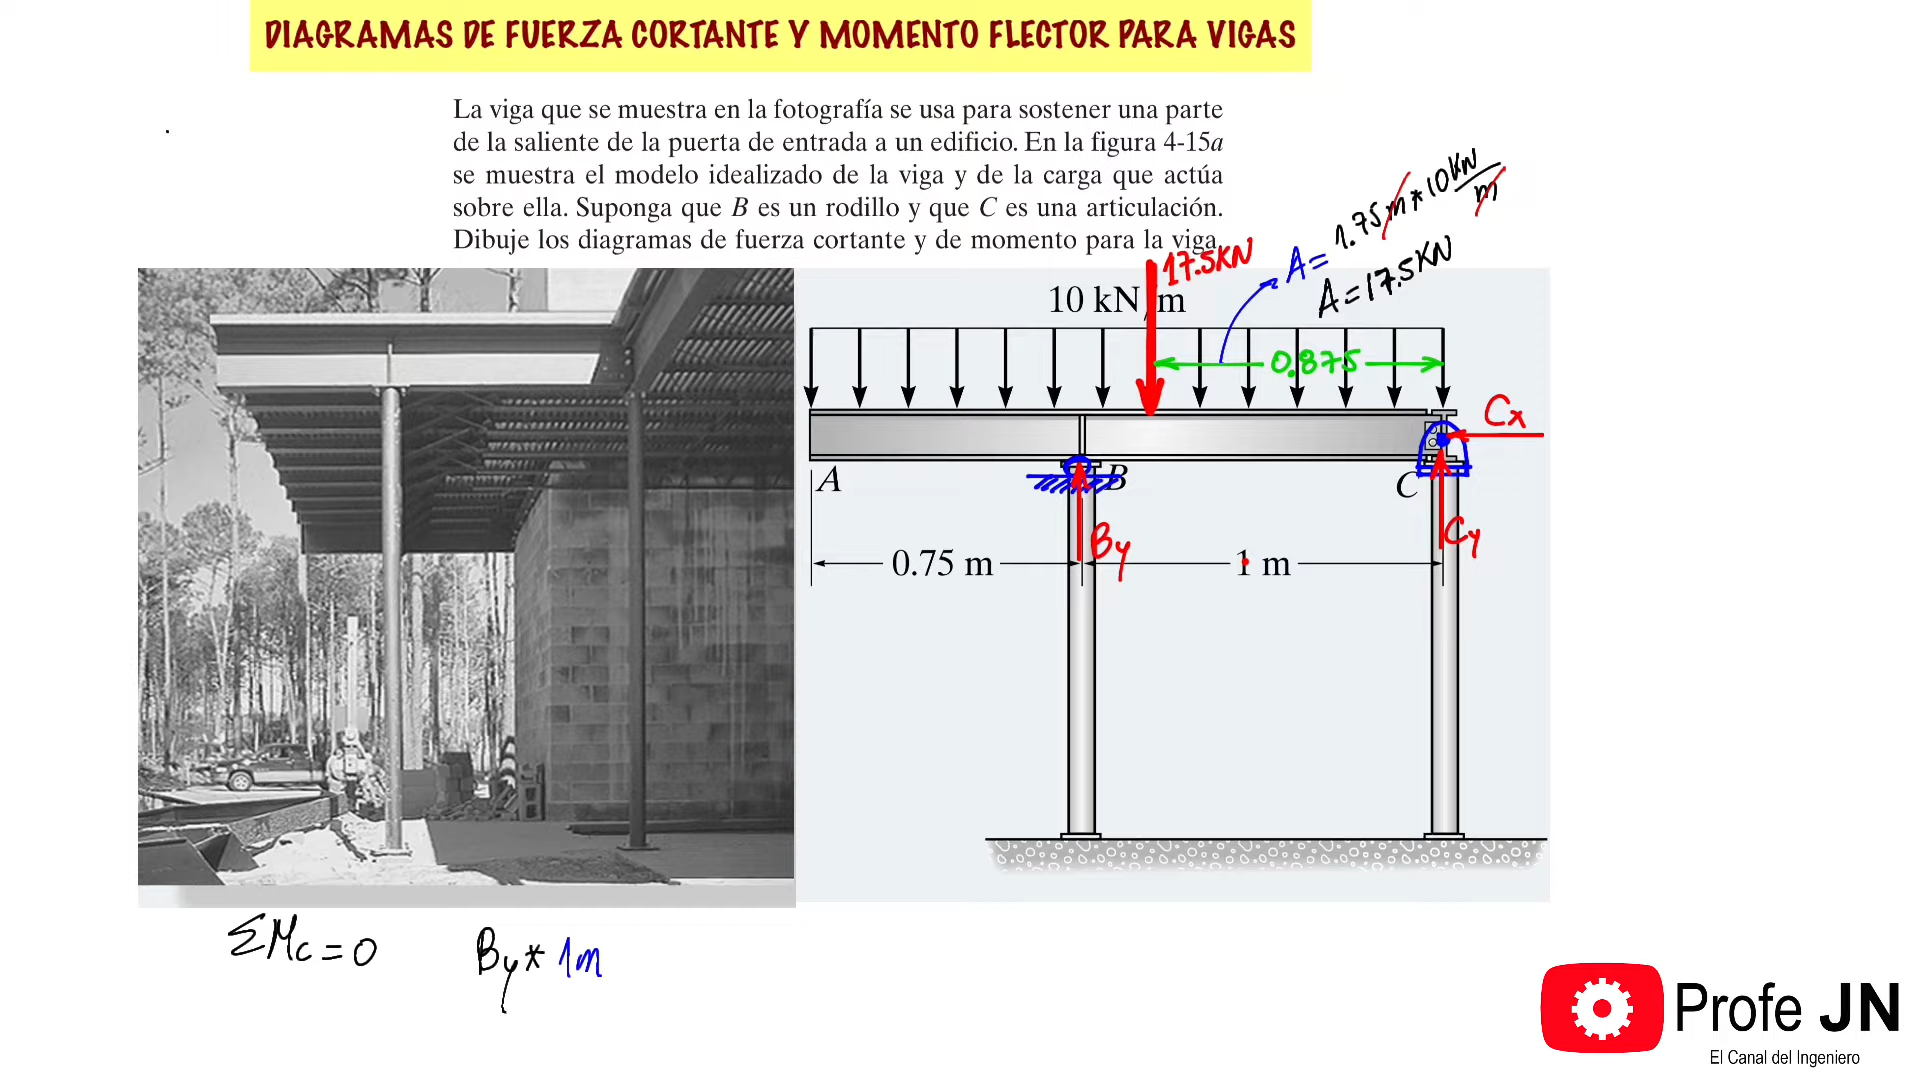 DIAGRAMAS DE FUERZA CORTANTE Y MOMENTO FLECTOR PARA VIGAS
La viga que se muestra en la fotografía se usa para sostener una parte
de la saliente de la puerta de entrada a un edificio. En la figura 4-15a
se muestra el modelo idealizado de la viga y de la carga que actúa
sobre ella. Suponga que B es un rodillo y que C es una articulación.
Dibuje los diagramas de fuerza cortante y de momento para la viga.
A= 1.75m*10kN/m
A=17.5KN
17.5KN
10 kN/m
0.875
Cx
A
B
C
By
Cy
0.75 m
1 m
ΣMc=0
By* 1m
Profe JN
El Canal del Ingeniero